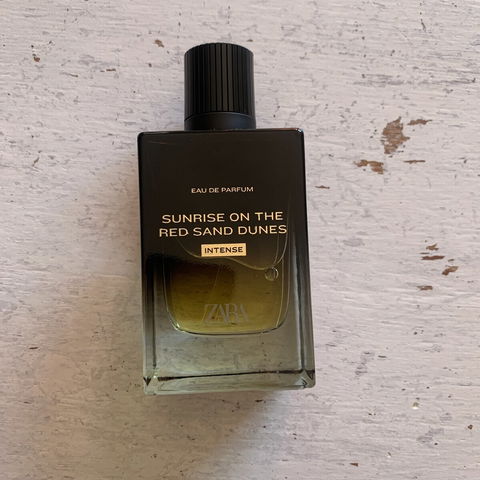 EAU DE PARFUM
SUNRISE ON THE
RED SAND DUNES
INTENSE
ZARA